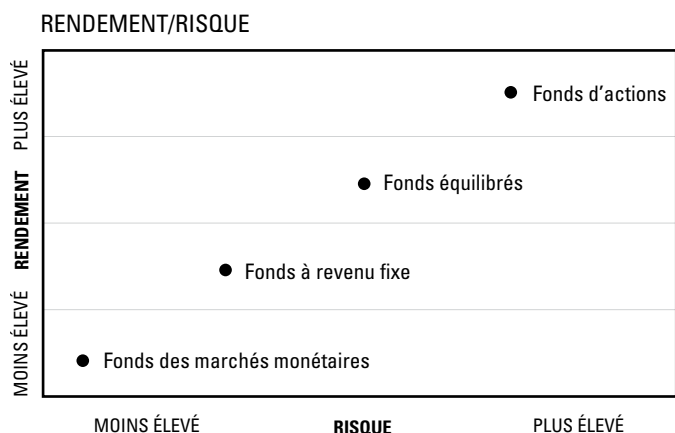 RENDEMENT/RISQUE
PLUS ÉLEVÉ
RENDEMENT
MOINS ÉLEVÉ
Fonds d’actions
Fonds équilibrés
Fonds à revenu fixe
Fonds des marchés monétaires
MOINS ÉLEVÉ
RISQUE
PLUS ÉLEVÉ